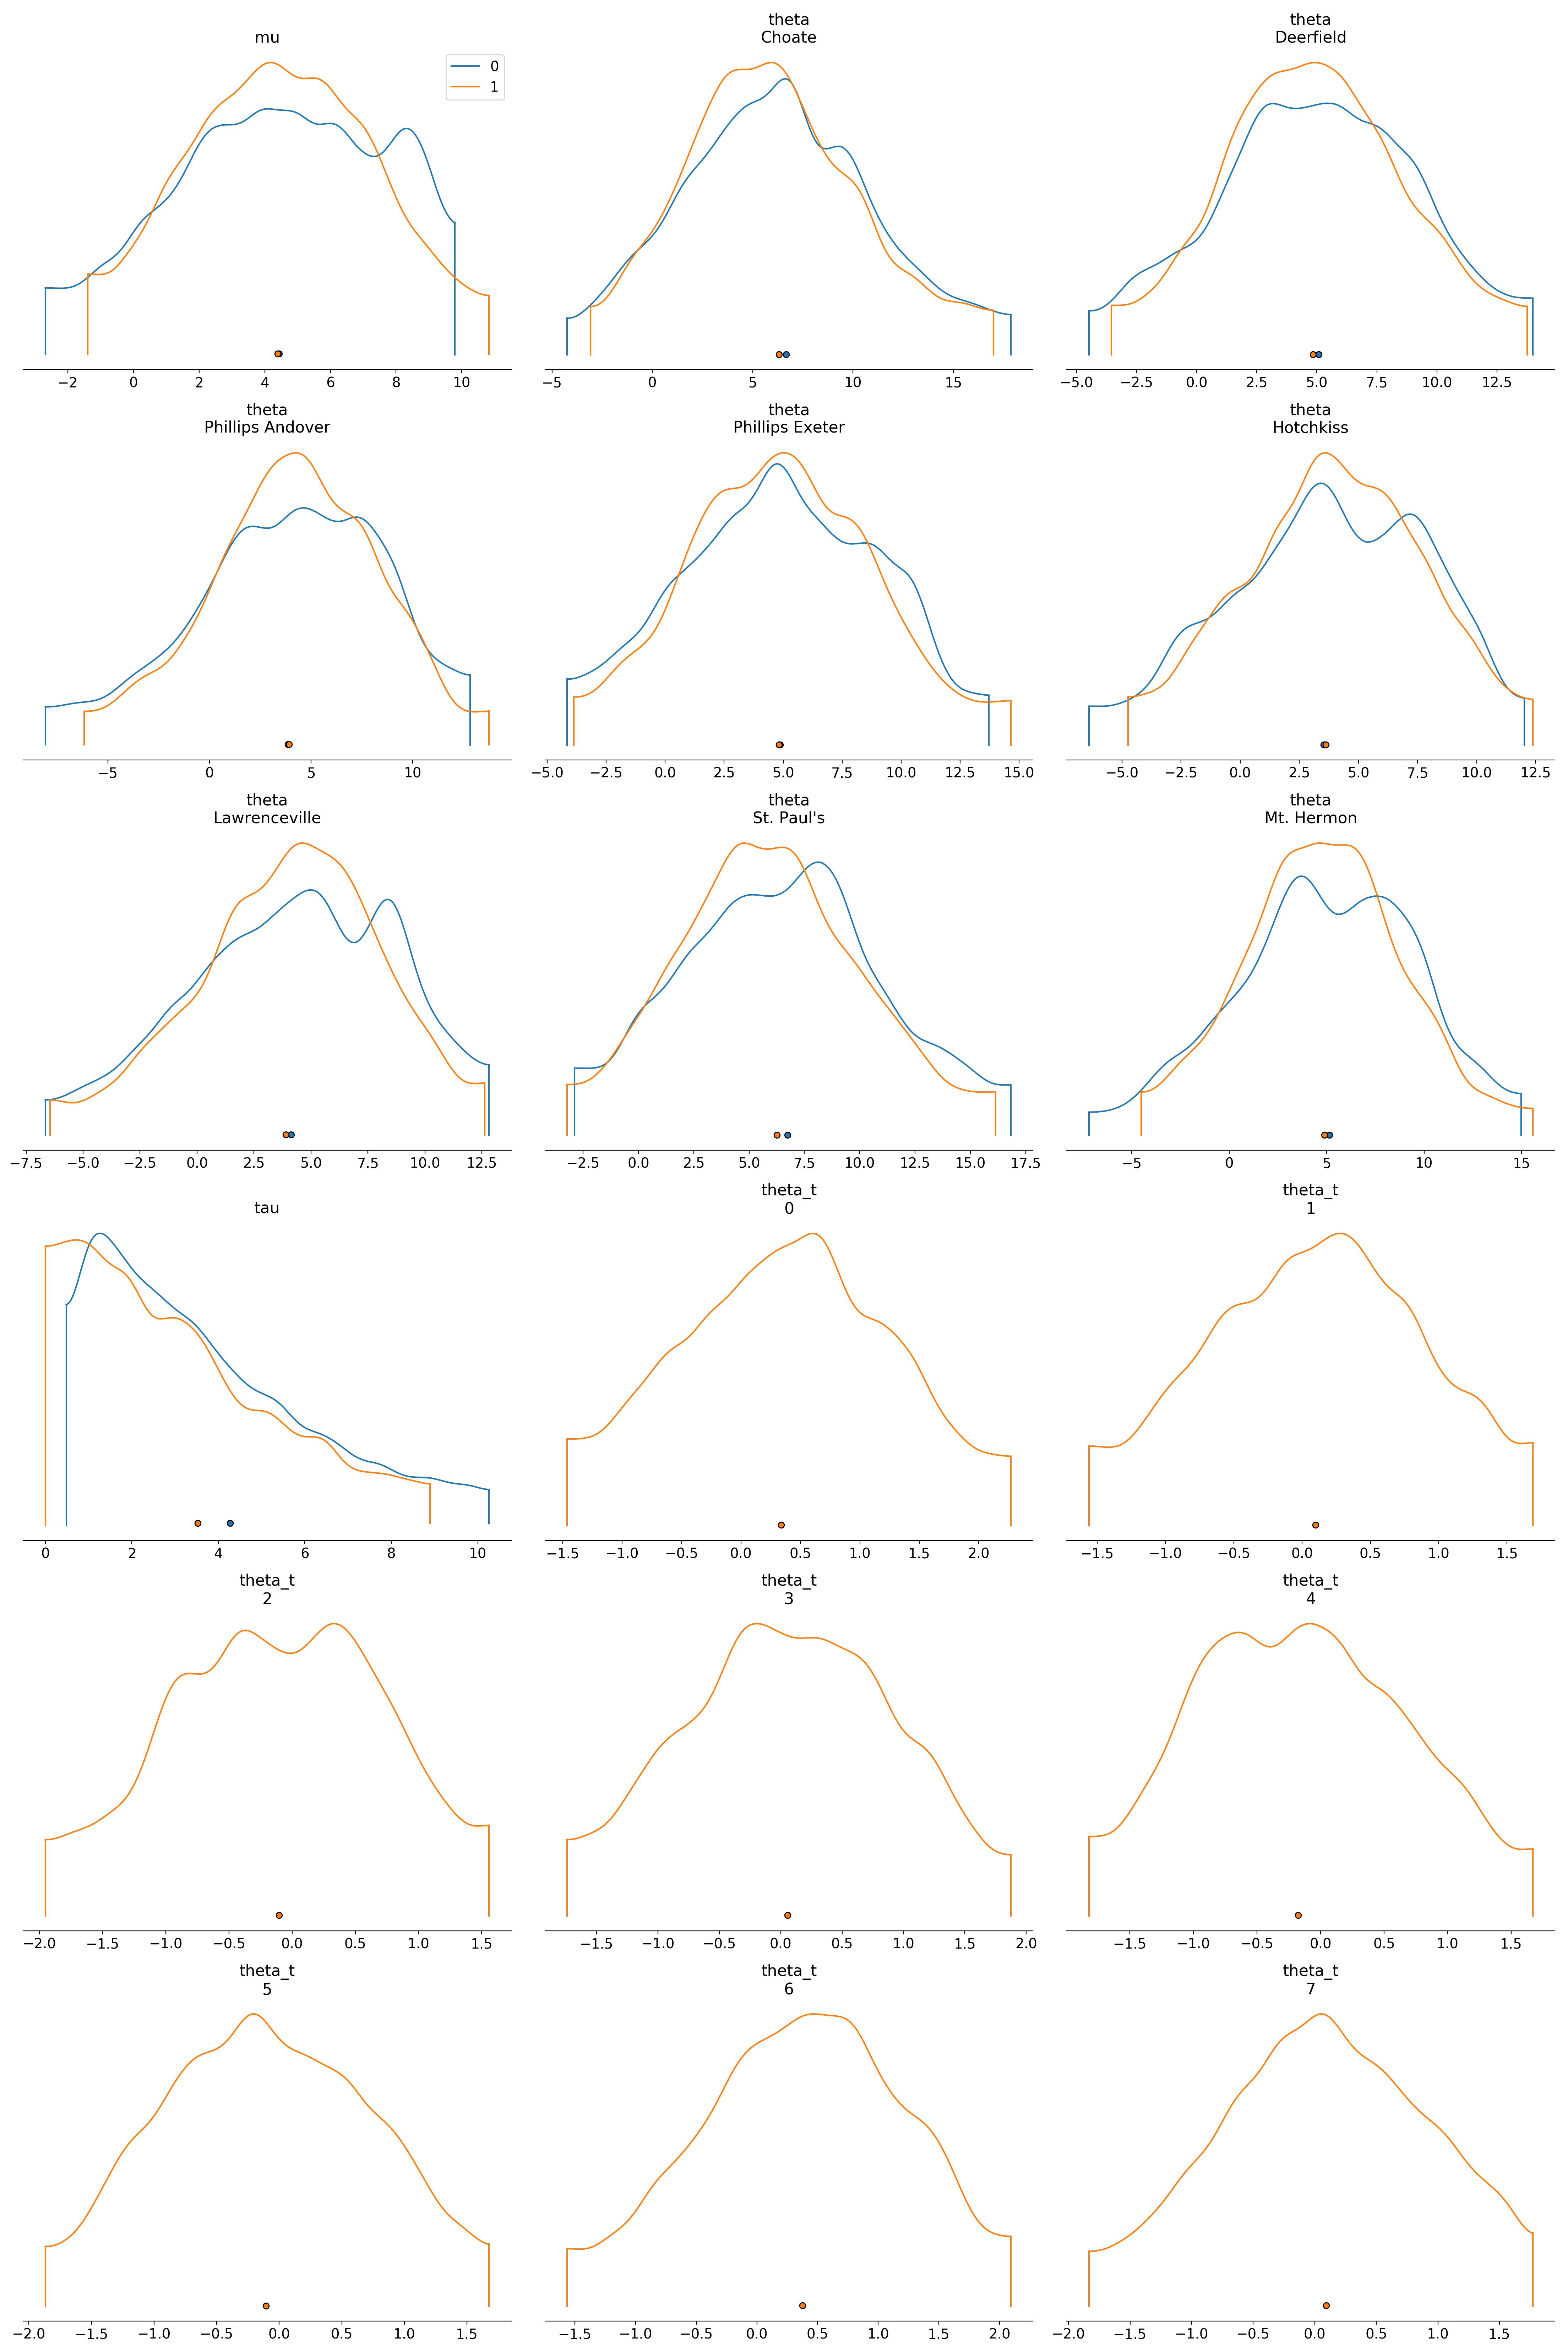 mu
0
1
−2 0 2 4 6 8 10
theta
Choate
−5 0 5 10 15
theta
Deerfield
−5.0 −2.5 0.0 2.5 5.0 7.5 10.0 12.5
theta
Phillips Andover
−5 0 5 10
theta
Phillips Exeter
−5.0 −2.5 0.0 2.5 5.0 7.5 10.0 12.5 15.0
theta
Hotchkiss
−5.0 −2.5 0.0 2.5 5.0 7.5 10.0 12.5
theta
Lawrenceville
−7.5 −5.0 −2.5 0.0 2.5 5.0 7.5 10.0 12.5
theta
St. Paul's
−2.5 0.0 2.5 5.0 7.5 10.0 12.5 15.0 17.5
theta
Mt. Hermon
−5 0 5 10 15
tau
0 2 4 6 8 10
theta_t
0
−1.5 −1.0 −0.5 0.0 0.5 1.0 1.5 2.0
theta_t
1
−1.5 −1.0 −0.5 0.0 0.5 1.0 1.5
theta_t
2
−2.0 −1.5 −1.0 −0.5 0.0 0.5 1.0 1.5
theta_t
3
−1.5 −1.0 −0.5 0.0 0.5 1.0 1.5 2.0
theta_t
4
−1.5 −1.0 −0.5 0.0 0.5 1.0 1.5
theta_t
5
−2.0 −1.5 −1.0 −0.5 0.0 0.5 1.0 1.5
theta_t
6
−1.5 −1.0 −0.5 0.0 0.5 1.0 1.5 2.0
theta_t
7
−2.0 −1.5 −1.0 −0.5 0.0 0.5 1.0 1.5